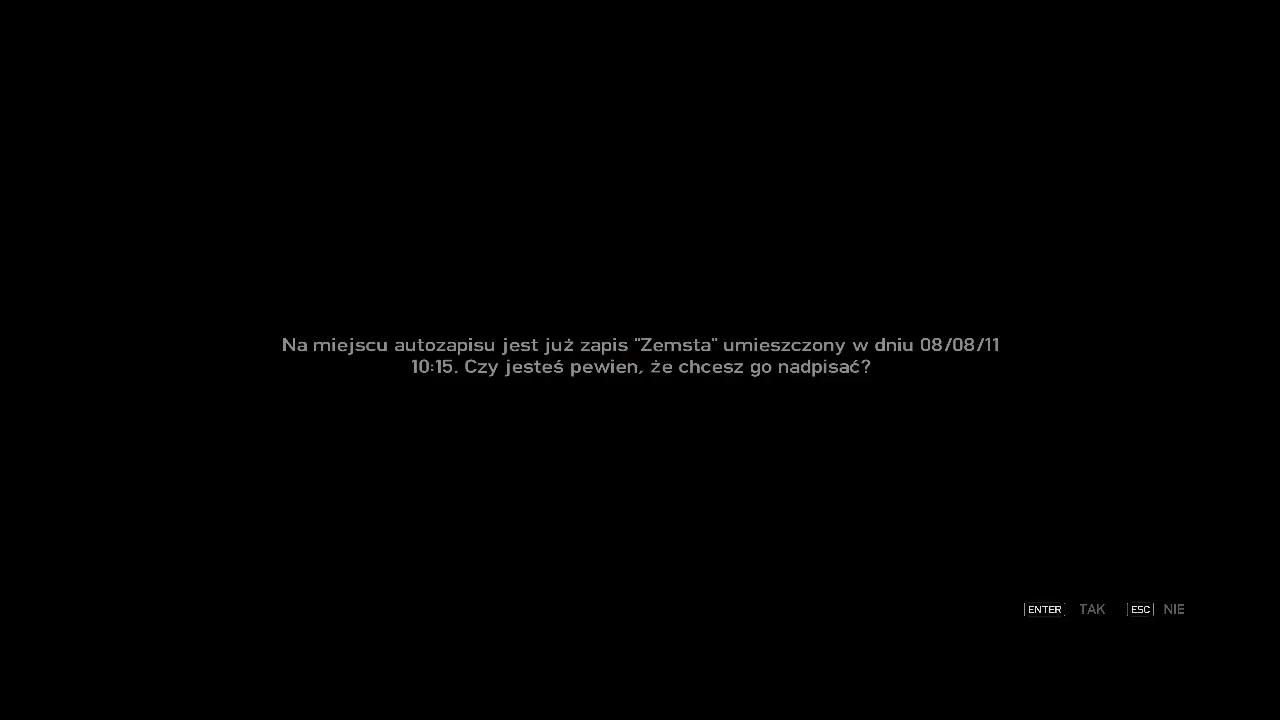 Na miejscu autozapisu jest już zapis "Zemsta" umieszczony w dniu 08/08/11
10:15. Czy jesteś pewien, że chcesz go nadpisać?
ENTER TAK ESC NIE